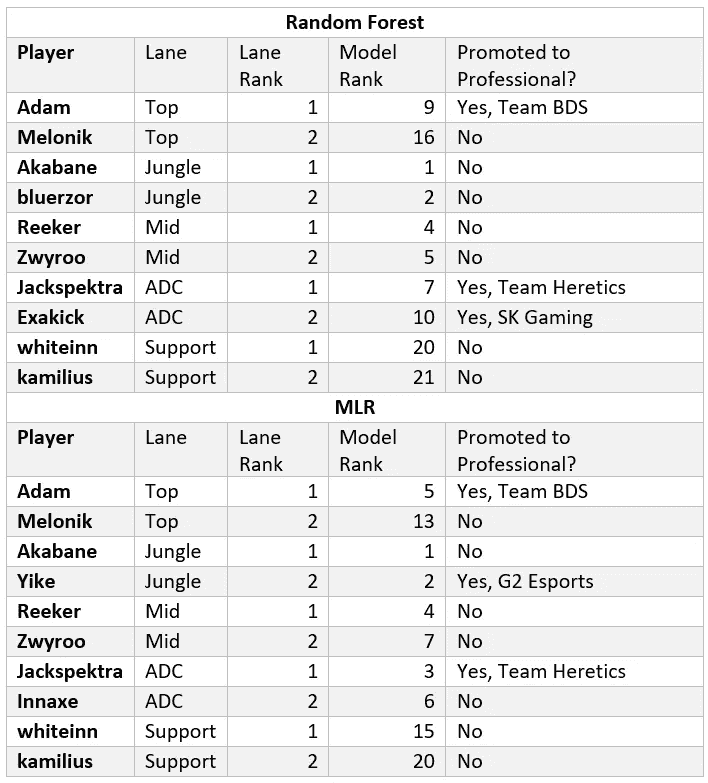 Random Forest
Player Lane Lane Rank Model Rank Promoted to Professional?
Adam Top 1 9 Yes, Team BDS
Melonik Top 2 16 No
Akabane Jungle 1 1 No
bluerzor Jungle 2 2 No
Reeker Mid 1 4 No
Zwyroo Mid 2 5 No
Jackspektra ADC 1 7 Yes, Team Heretics
Exakick ADC 2 10 Yes, SK Gaming
whiteinn Support 1 20 No
kamilius Support 2 21 No
MLR
Player Lane Lane Rank Model Rank Promoted to Professional?
Adam Top 1 5 Yes, Team BDS
Melonik Top 2 13 No
Akabane Jungle 1 1 No
Yike Jungle 2 2 Yes, G2 Esports
Reeker Mid 1 4 No
Zwyroo Mid 2 7 No
Jackspektra ADC 1 3 Yes, Team Heretics
Innaxe ADC 2 6 No
whiteinn Support 1 15 No
kamilius Support 2 20 No